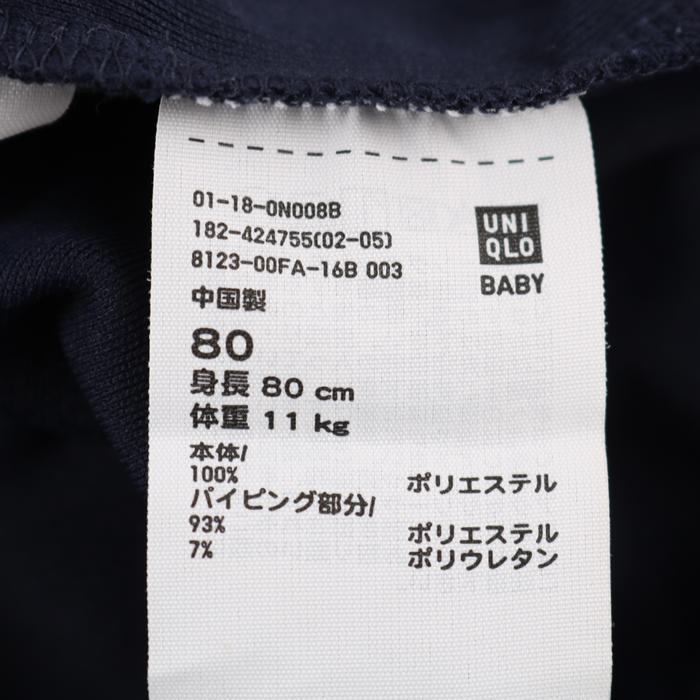 01-18-0N008B
182-424755(02-05)
8123-00FA-16B 003
UNI
QLO
BABY
中国製
80
身長 80 cm
体重 11 kg
本体/
100% ポリエステル
パイピング部分/
93% ポリエステル
7% ポリウレタン